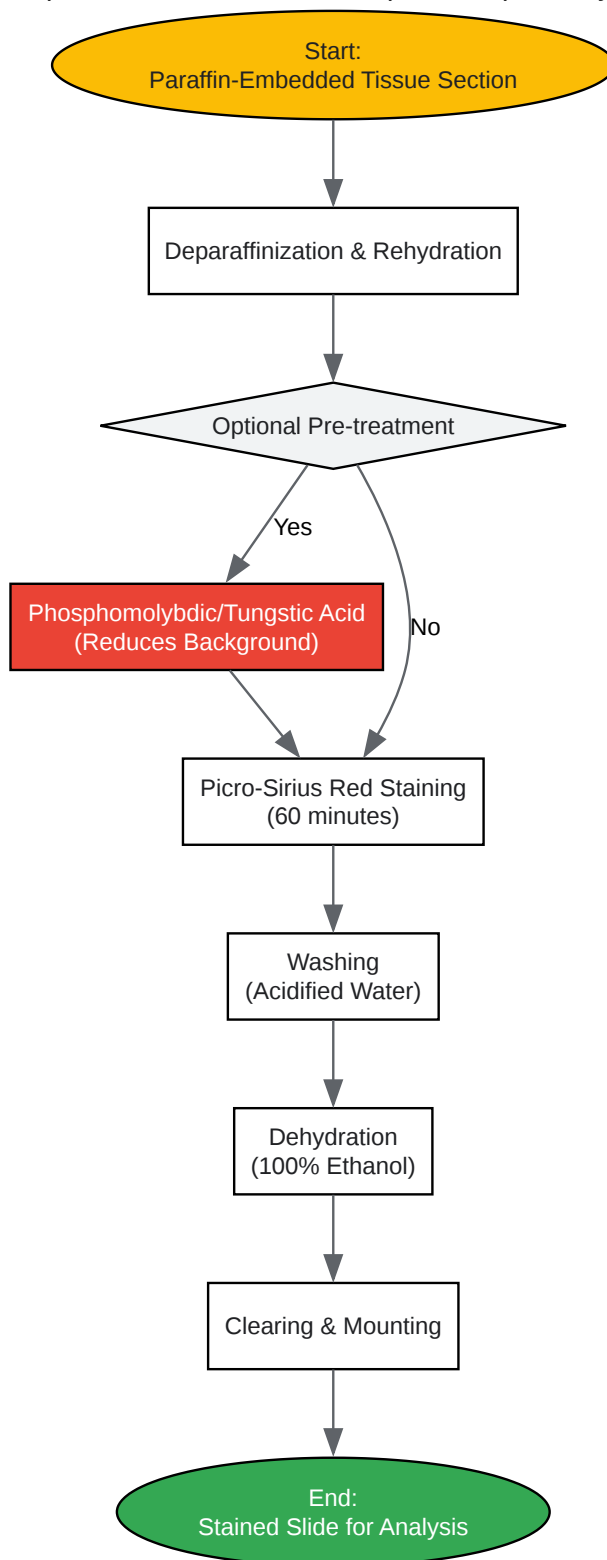 Start:
Paraffin-Embedded Tissue Section
Deparaffinization & Rehydration
Optional Pre-treatment
Yes
Phosphomolybdic/Tungstic Acid
(Reduces Background)
No
Picro-Sirius Red Staining
(60 minutes)
Washing
(Acidified Water)
Dehydration
(100% Ethanol)
Clearing & Mounting
End:
Stained Slide for Analysis